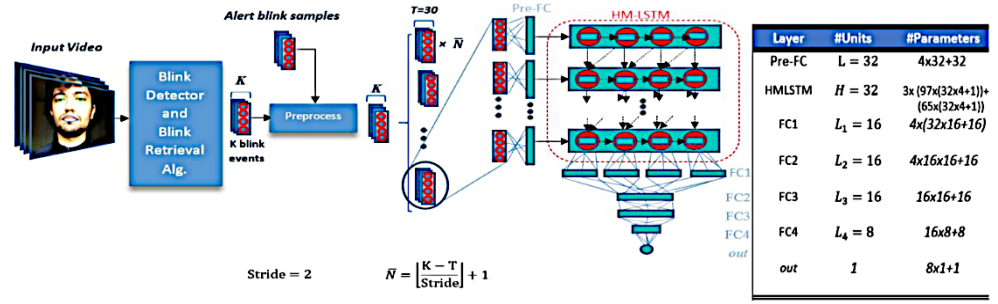 Input Video
Blink
Detector
and
Blink
Retrieval
Alg.
K
K blink
events
Alert blink samples
Preprocess
K
T=30
× N̅
Pre-FC
HM-LSTM
FC1
FC2
FC3
FC4
out
Stride = 2
N̅ = ⌊(K − T)/Stride⌋ + 1
Layer #Units #Parameters
Pre-FC L = 32 4x32+32
HMLSTM H = 32 3x (97x(32x4+1))+
(65x(32x4+1))
FC1 L₁ = 16 4x(32x16+16)
FC2 L₂ = 16 4x16x16+16
FC3 L₃ = 16 16x16+16
FC4 L₄ = 8 16x8+8
out 1 8x1+1